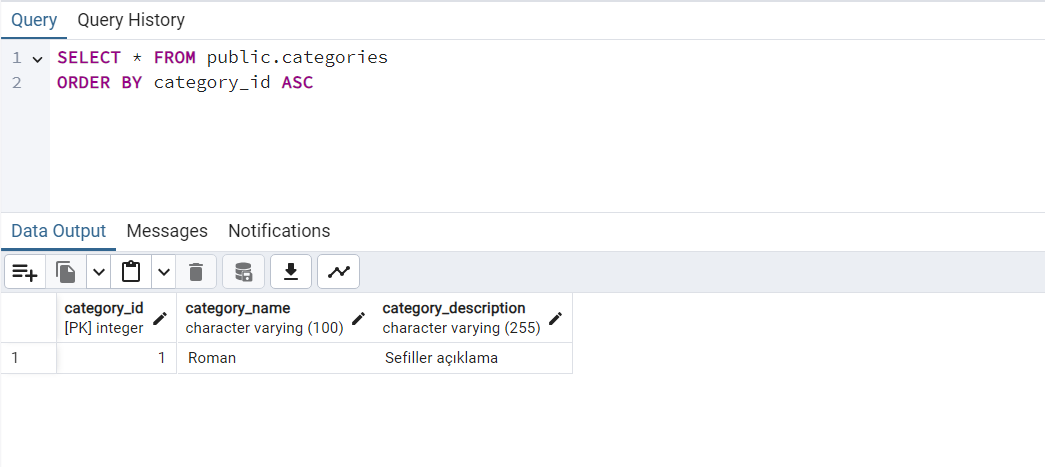 Query Query History
1 SELECT * FROM public.categories
2 ORDER BY category_id ASC
Data Output Messages Notifications
category_id category_name category_description
[PK] integer character varying (100) character varying (255)
1 1 Roman Sefiller açıklama